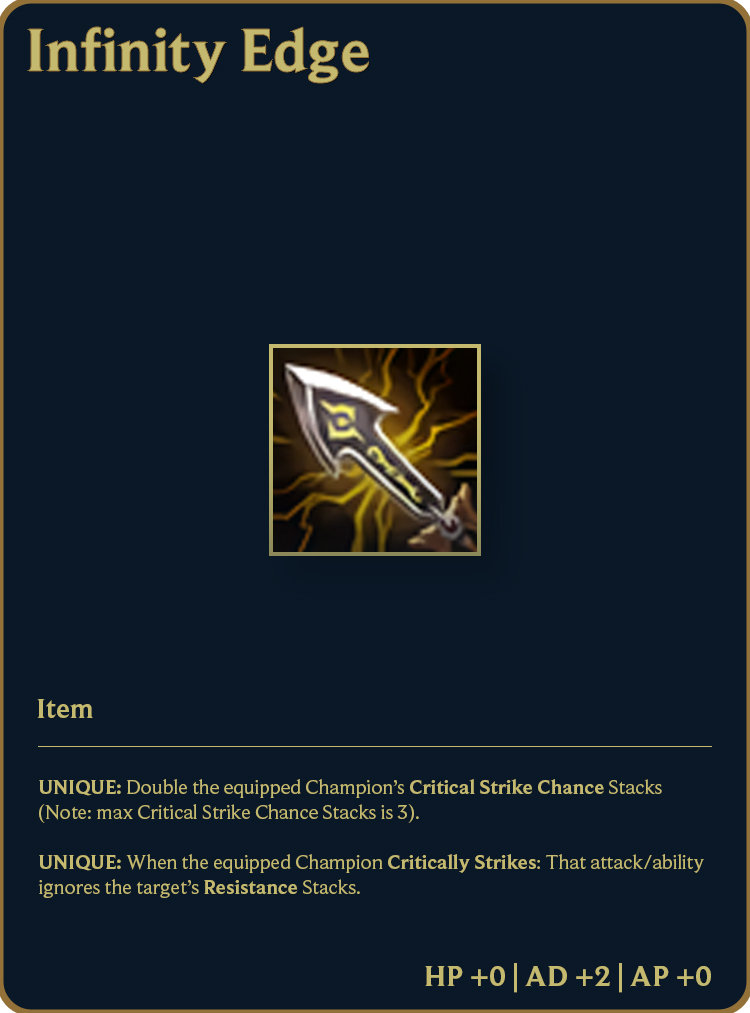 Infinity Edge
Item
UNIQUE: Double the equipped Champion’s Critical Strike Chance Stacks
(Note: max Critical Strike Chance Stacks is 3).
UNIQUE: When the equipped Champion Critically Strikes: That attack/ability
ignores the target’s Resistance Stacks.
HP +0 | AD +2 | AP +0